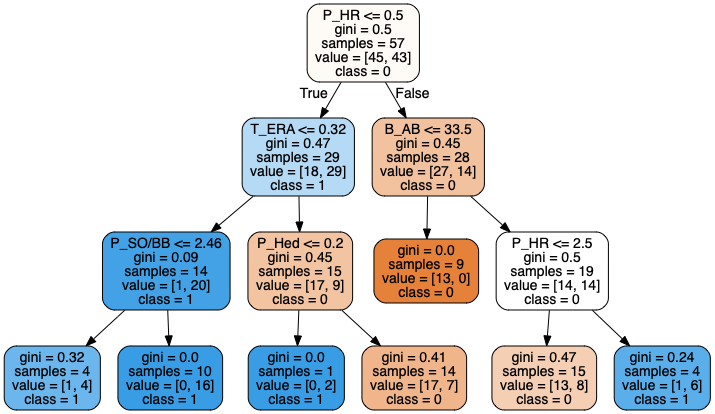 P_HR <= 0.5
gini = 0.5
samples = 57
value = [45, 43]
class = 0
True
False
T_ERA <= 0.32
gini = 0.47
samples = 29
value = [18, 29]
class = 1
B_AB <= 33.5
gini = 0.45
samples = 28
value = [27, 14]
class = 0
P_SO/BB <= 2.46
gini = 0.09
samples = 14
value = [1, 20]
class = 1
P_Hed <= 0.2
gini = 0.45
samples = 15
value = [17, 9]
class = 0
gini = 0.0
samples = 9
value = [13, 0]
class = 0
P_HR <= 2.5
gini = 0.5
samples = 19
value = [14, 14]
class = 0
gini = 0.32
samples = 4
value = [1, 4]
class = 1
gini = 0.0
samples = 10
value = [0, 16]
class = 1
gini = 0.0
samples = 1
value = [0, 2]
class = 1
gini = 0.41
samples = 14
value = [17, 7]
class = 0
gini = 0.47
samples = 15
value = [13, 8]
class = 0
gini = 0.24
samples = 4
value = [1, 6]
class = 1